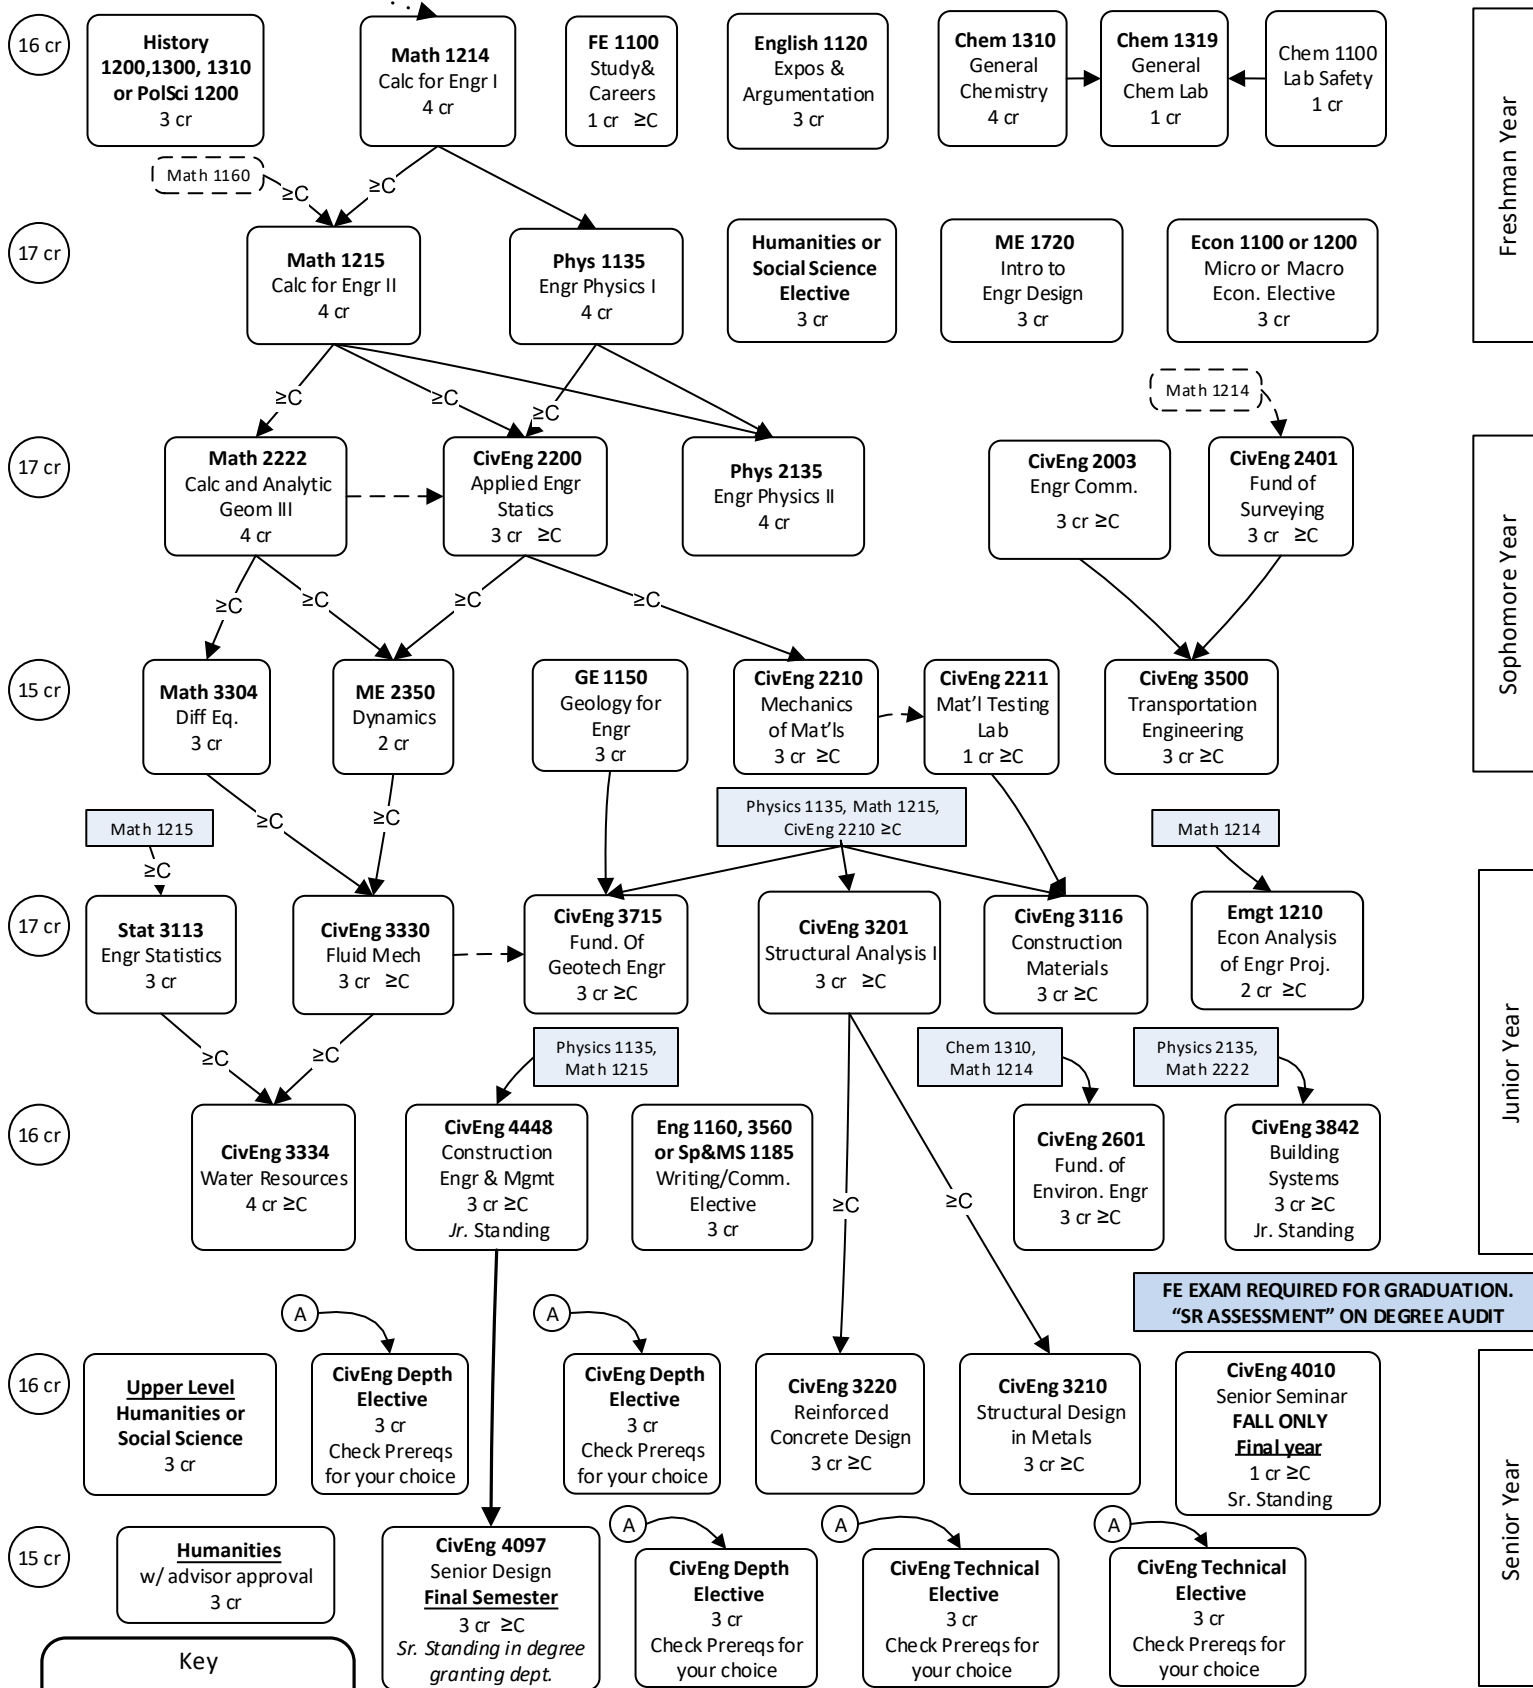 16 cr
History
1200,1300, 1310
or PolSci 1200
3 cr
Math 1214
Calc for Engr I
4 cr
FE 1100
Study&
Careers
1 cr ≥C
English 1120
Expos &
Argumentation
3 cr
Chem 1310
General
Chemistry
4 cr
Chem 1319
General
Chem Lab
1 cr
Chem 1100
Lab Safety
1 cr
Freshman Year
Math 1160
≥C
≥C
17 cr
Math 1215
Calc for Engr II
4 cr
Phys 1135
Engr Physics I
4 cr
Humanities or
Social Science
Elective
3 cr
ME 1720
Intro to
Engr Design
3 cr
Econ 1100 or 1200
Micro or Macro
Econ. Elective
3 cr
≥C
≥C
≥C
Math 1214
17 cr
Math 2222
Calc and Analytic
Geom III
4 cr
CivEng 2200
Applied Engr
Statics
3 cr ≥C
Phys 2135
Engr Physics II
4 cr
CivEng 2003
Engr Comm.
3 cr ≥C
CivEng 2401
Fund of
Surveying
3 cr ≥C
Sophomore Year
≥C
≥C
≥C
≥C
15 cr
Math 3304
Diff Eq.
3 cr
ME 2350
Dynamics
2 cr
GE 1150
Geology for
Engr
3 cr
CivEng 2210
Mechanics
of Mat'ls
3 cr ≥C
CivEng 2211
Mat'l Testing
Lab
1 cr ≥C
CivEng 3500
Transportation
Engineering
3 cr ≥C
Math 1215
≥C
≥C
≥C
Physics 1135, Math 1215,
CivEng 2210 ≥C
Math 1214
17 cr
Stat 3113
Engr Statistics
3 cr
CivEng 3330
Fluid Mech
3 cr ≥C
CivEng 3715
Fund. Of
Geotech Engr
3 cr ≥C
CivEng 3201
Structural Analysis I
3 cr ≥C
CivEng 3116
Construction
Materials
3 cr ≥C
Emgt 1210
Econ Analysis
of Engr Proj.
2 cr ≥C
Junior Year
≥C
≥C
Physics 1135,
Math 1215
Chem 1310,
Math 1214
Physics 2135,
Math 2222
16 cr
CivEng 3334
Water Resources
4 cr ≥C
CivEng 4448
Construction
Engr & Mgmt
3 cr ≥C
Jr. Standing
Eng 1160, 3560
or Sp&MS 1185
Writing/Comm.
Elective
3 cr
≥C
≥C
CivEng 2601
Fund. of
Environ. Engr
3 cr ≥C
CivEng 3842
Building
Systems
3 cr ≥C
Jr. Standing
FE EXAM REQUIRED FOR GRADUATION.
“SR ASSESSMENT” ON DEGREE AUDIT
A
A
16 cr
Upper Level
Humanities or
Social Science
3 cr
CivEng Depth
Elective
3 cr
Check Prereqs
for your choice
CivEng Depth
Elective
3 cr
Check Prereqs
for your choice
CivEng 3220
Reinforced
Concrete Design
3 cr ≥C
CivEng 3210
Structural Design
in Metals
3 cr ≥C
CivEng 4010
Senior Seminar
FALL ONLY
Final year
1 cr ≥C
Sr. Standing
Senior Year
A
A
A
15 cr
Humanities
w/ advisor approval
3 cr
CivEng 4097
Senior Design
Final Semester
3 cr ≥C
Sr. Standing in degree
granting dept.
CivEng Depth
Elective
3 cr
Check Prereqs for
your choice
CivEng Technical
Elective
3 cr
Check Prereqs for
your choice
CivEng Technical
Elective
3 cr
Check Prereqs for
your choice
Key